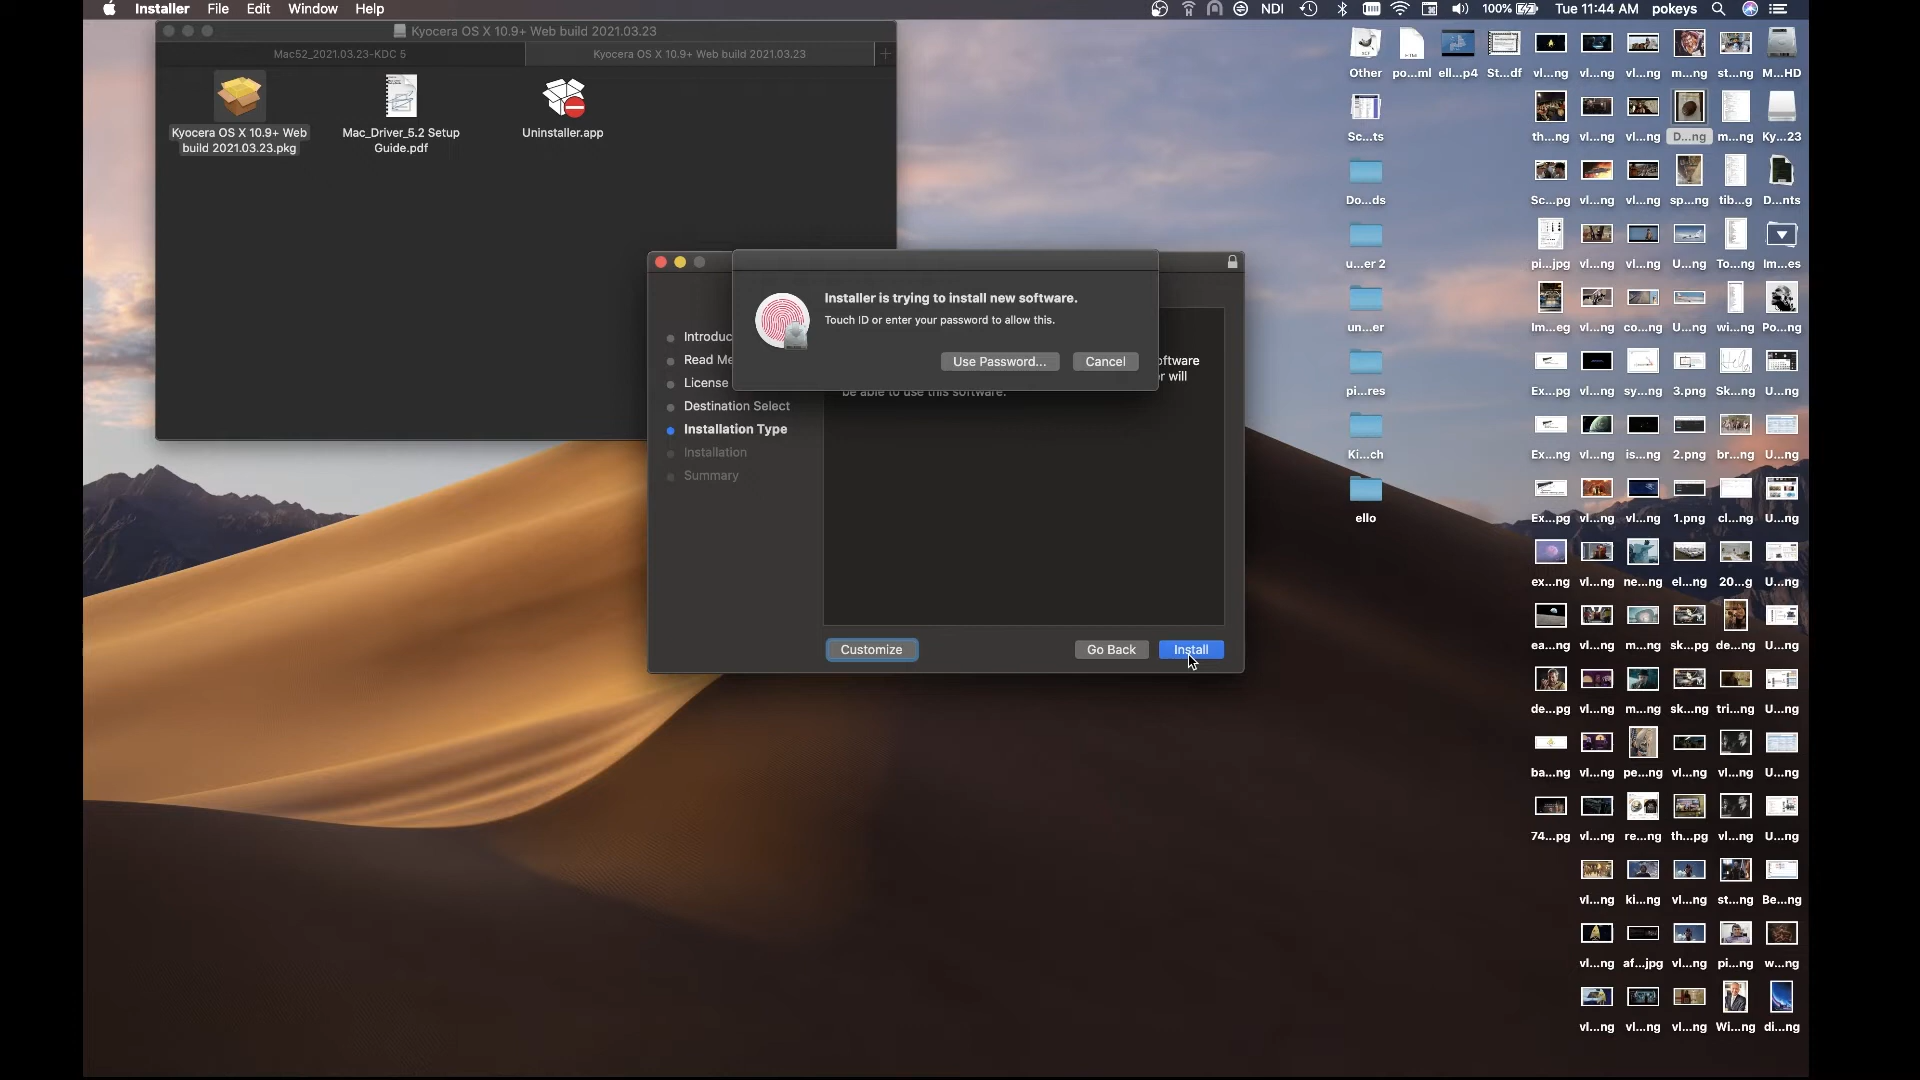 Installer File Edit Window Help
NDI 100% Tue 11:44 AM pokeys
Kyocera OS X 10.9+ Web build 2021.03.23
Mac52_2021.03.23-KDC 5
Kyocera OS X 10.9+ Web build 2021.03.23
Kyocera OS X 10.9+ Web
build 2021.03.23.pkg
Mac_Driver_5.2 Setup
Guide.pdf
Uninstaller.app
Installer is trying to install new software.
Touch ID or enter your password to allow this.
Use Password...
Cancel
Introduc
Read Me
License
Destination Select
Installation Type
Installation
Summary
oftware
r will
be able to use this software.
Customize
Go Back
Install
Other po...ml ell...p4 St...df vl...ng vl...ng vl...ng m...ng st...ng M...HD
Sc...ts th...ng vl...ng vl...ng D...ng m...ng Ky...23
Do...ds Sc...pg vl...ng vl...ng sp...ng tib...g D...nts
u...er 2 pi...jpg vl...ng vl...ng U...ng To...ng Im...es
un...er Im...eg vl...ng co...ng U...ng wi...ng Po...ng
pi...res Ex...pg vl...ng sy...ng 3.png Sk...ng U...ng
Ki...ch Ex...ng vl...ng is...ng 2.png br...ng U...ng
ello Ex...pg vl...ng vl...ng 1.png cl...ng U...ng
ex...ng vl...ng ne...ng el...ng 20...g U...ng
ea...ng vl...ng m...ng sk...pg de...ng U...ng
de...pg vl...ng m...ng sk...ng tri...ng U...ng
ba...ng vl...ng pe...ng vl...ng vl...ng U...ng
74...pg vl...ng re...ng th...pg vl...ng U...ng
vl...ng ki...ng vl...ng st...ng Be...ng
vl...ng af...jpg vl...ng pi...ng w...ng
vl...ng vl...ng vl...ng Wi...ng di...ng